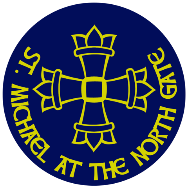 ST. MICHAEL AT THE NORTH GATE